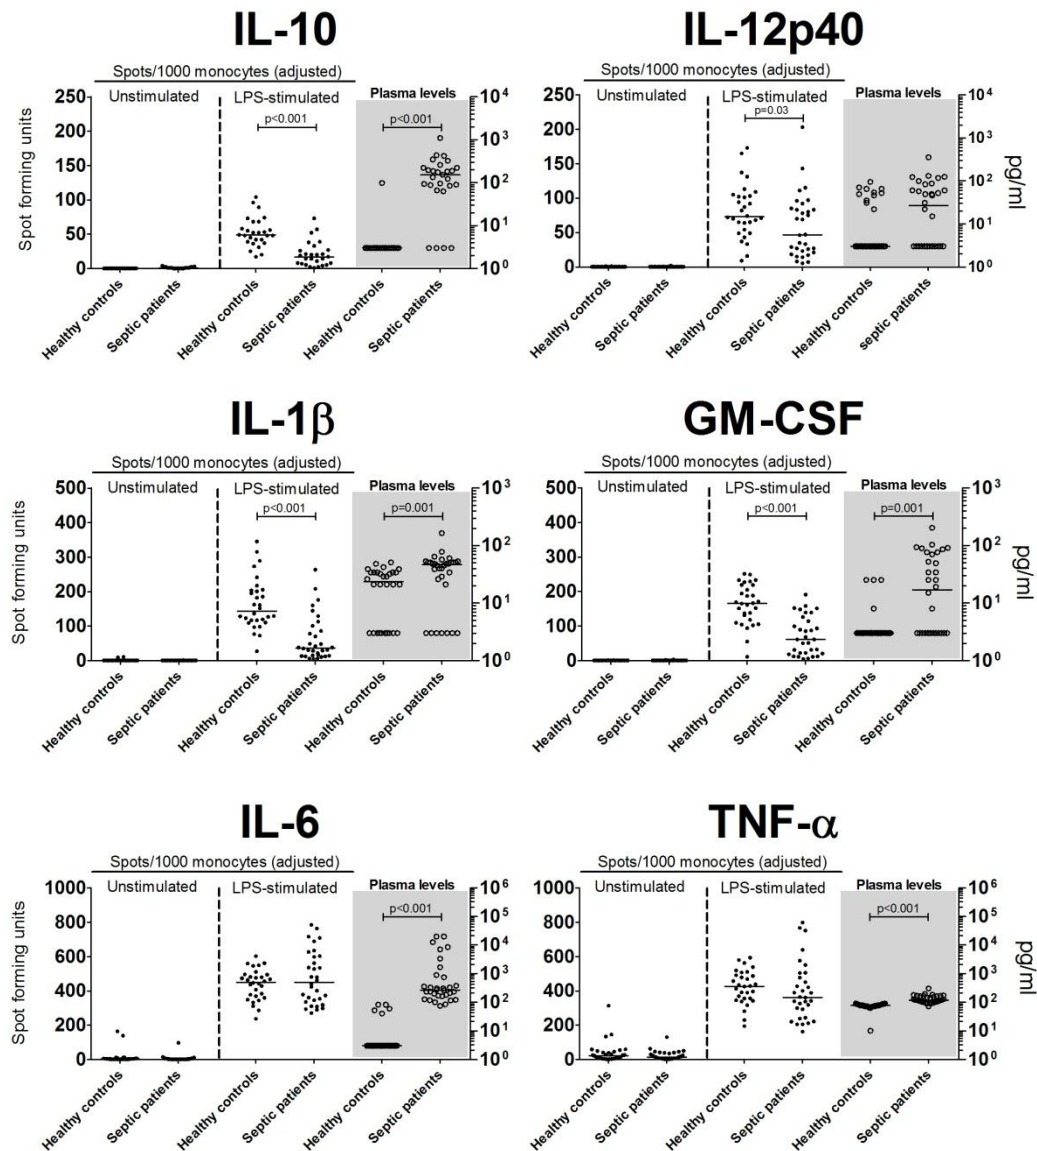 IL-10
IL-12p40
Spots/1000 monocytes (adjusted)
Unstimulated
LPS-stimulated
Plasma levels
p<0.001
p<0.001
Spot forming units
250
200
150
100
50
0
10⁴
10³
10²
10¹
10⁰
Healthy controls
Septic patients
Healthy controls
Septic patients
Healthy controls
Septic patients
Spots/1000 monocytes (adjusted)
Unstimulated
LPS-stimulated
Plasma levels
p=0.03
250
200
150
100
50
0
10⁴
10³
10²
10¹
10⁰
pg/ml
Healthy controls
Septic patients
Healthy controls
Septic patients
Healthy controls
septic patients
IL-1β
GM-CSF
Spots/1000 monocytes (adjusted)
Unstimulated
LPS-stimulated
Plasma levels
p<0.001
p=0.001
Spot forming units
500
400
300
200
100
0
10³
10²
10¹
10⁰
Healthy controls
Septic patients
Healthy controls
Septic patients
Healthy controls
Septic patients
Spots/1000 monocytes (adjusted)
Unstimulated
LPS-stimulated
Plasma levels
p<0.001
p=0.001
500
400
300
200
100
0
10³
10²
10¹
10⁰
pg/ml
Healthy controls
Septic patients
Healthy controls
Septic patients
Healthy controls
Septic patients
IL-6
TNF-α
Spots/1000 monocytes (adjusted)
Unstimulated
LPS-stimulated
Plasma levels
p<0.001
Spot forming units
1000
800
600
400
200
0
10⁶
10⁵
10⁴
10³
10²
10¹
10⁰
Healthy controls
Septic patients
Healthy controls
Septic patients
Healthy controls
Septic patients
Spots/1000 monocytes (adjusted)
Unstimulated
LPS-stimulated
Plasma levels
p<0.001
1000
800
600
400
200
0
10⁶
10⁵
10⁴
10³
10²
10¹
10⁰
pg/ml
Healthy controls
Septic patients
Healthy controls
Septic patients
Healthy controls
Septic patients